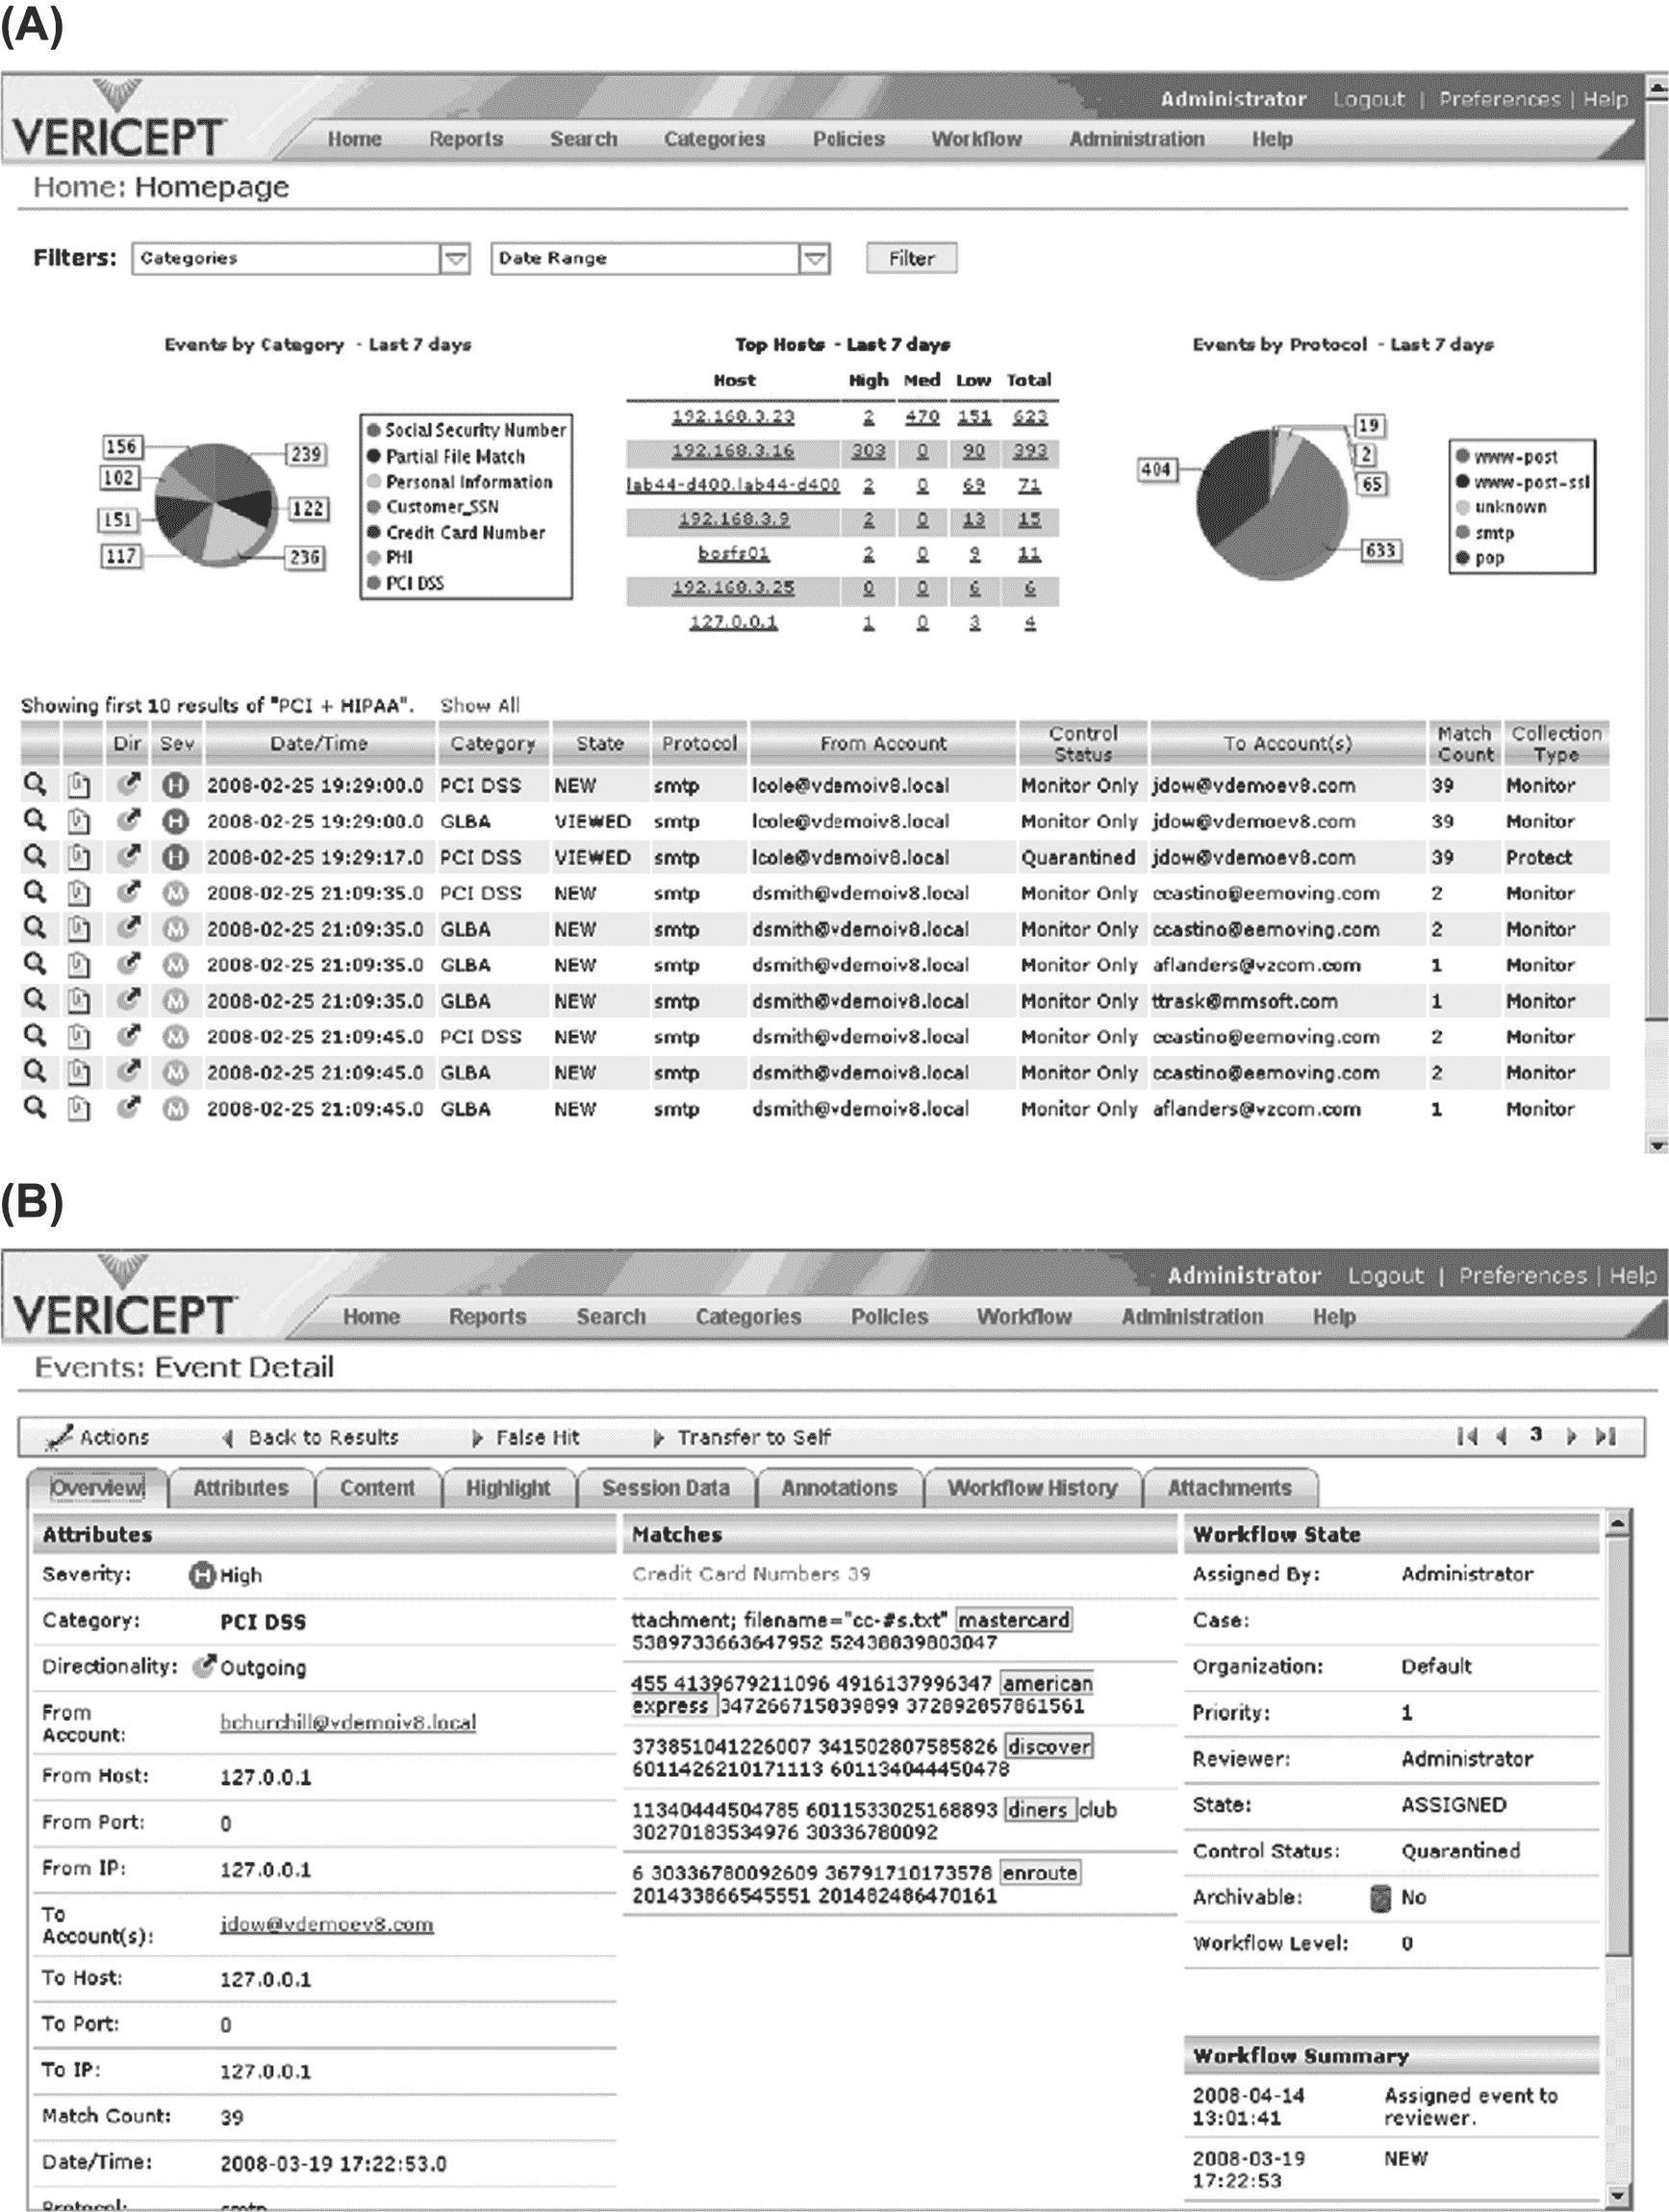 (A)
VERICEPT
Administrator Logout | Preferences | Help
Home Reports Search Categories Policies Workflow Administration Help
Home: Homepage
Filters: Categories Date Range Filter
Events by Category - Last 7 days
156
102
151
117
239
122
236
Social Security Number
Partial File Match
Personal Information
Customer_SSN
Credit Card Number
PHI
PCI DSS
Top Hosts - Last 7 days
Host High Med Low Total
192.168.3.23 2 470 151 623
192.168.3.16 303 0 90 393
lab44-d400.lab44-d400 2 0 69 71
192.168.3.9 2 0 13 15
bosfs01 2 0 9 11
192.168.3.25 0 0 6 6
127.0.0.1 1 0 3 4
Events by Protocol - Last 7 days
404
19
2
65
633
www-post
www-post-ssl
unknown
smtp
pop
Showing first 10 results of "PCI + HIPAA". Show All
Dir Sev Date/Time Category State Protocol From Account Control Status To Account(s) Match Count Collection Type
H 2008-02-25 19:29:00.0 PCI DSS NEW smtp lcole@vdemoiv8.local Monitor Only jdow@vdemoev8.com 39 Monitor
H 2008-02-25 19:29:00.0 GLBA VIEWED smtp lcole@vdemoiv8.local Monitor Only jdow@vdemoev8.com 39 Monitor
H 2008-02-25 19:29:17.0 PCI DSS VIEWED smtp lcole@vdemoiv8.local Quarantined jdow@vdemoev8.com 39 Protect
M 2008-02-25 21:09:35.0 PCI DSS NEW smtp dsmith@vdemoiv8.local Monitor Only ccastino@eemoving.com 2 Monitor
M 2008-02-25 21:09:35.0 GLBA NEW smtp dsmith@vdemoiv8.local Monitor Only ccastino@eemoving.com 2 Monitor
M 2008-02-25 21:09:35.0 GLBA NEW smtp dsmith@vdemoiv8.local Monitor Only aflanders@vzcom.com 1 Monitor
M 2008-02-25 21:09:35.0 GLBA NEW smtp dsmith@vdemoiv8.local Monitor Only ttrask@mmsoft.com 1 Monitor
M 2008-02-25 21:09:45.0 PCI DSS NEW smtp dsmith@vdemoiv8.local Monitor Only ccastino@eemoving.com 2 Monitor
M 2008-02-25 21:09:45.0 GLBA NEW smtp dsmith@vdemoiv8.local Monitor Only ccastino@eemoving.com 2 Monitor
M 2008-02-25 21:09:45.0 GLBA NEW smtp dsmith@vdemoiv8.local Monitor Only aflanders@vzcom.com 1 Monitor
(B)
VERICEPT
Administrator Logout | Preferences | Help
Home Reports Search Categories Policies Workflow Administration Help
Events: Event Detail
Actions Back to Results False Hit Transfer to Self 3
Overview Attributes Content Highlight Session Data Annotations Workflow History Attachments
Attributes
Severity: H High
Category: PCI DSS
Directionality: Outgoing
From Account: bchurchill@vdemoiv8.local
From Host: 127.0.0.1
From Port: 0
From IP: 127.0.0.1
To Account(s): jdow@vdemoev8.com
To Host: 127.0.0.1
To Port: 0
To IP: 127.0.0.1
Match Count: 39
Date/Time: 2008-03-19 17:22:53.0
Protocol: smtp
Matches
Credit Card Numbers 39
ttachment; filename="cc-#s.txt" mastercard
5389733663647952 52438839803047
455 4139679211096 4916137996347 american
express 347266715839899 372892857861561
373851041226007 341502807585826 discover
6011426210171113 601134044450478
11340444504785 6011533025168893 diners club
30270183534976 30336780092
6 30336780092609 36791710173578 enroute
201433866545551 201482486470161
Workflow State
Assigned By: Administrator
Case:
Organization: Default
Priority: 1
Reviewer: Administrator
State: ASSIGNED
Control Status: Quarantined
Archivable: No
Workflow Level: 0
Workflow Summary
2008-04-14 13:01:41 Assigned event to reviewer.
2008-03-19 17:22:53 NEW